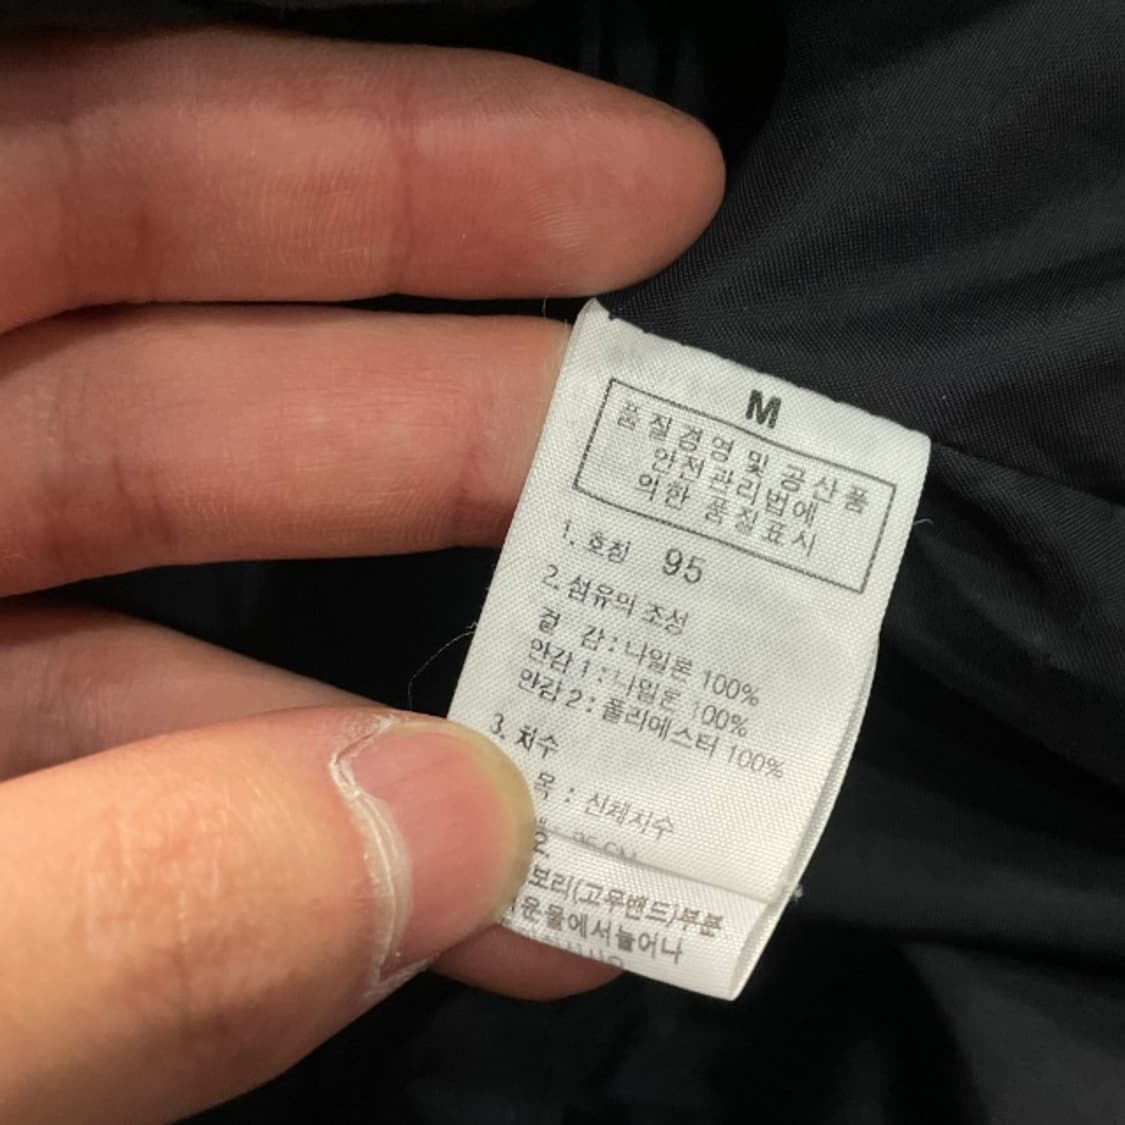 M
품질경영 및 공산품
안전관리법에
의한 품질표시
1. 호칭 95
2. 섬유의 조성
겉 감 : 나일론 100%
안감 1 : 나일론 100%
안감 2 : 폴리에스터 100%
3. 치수
목 : 신체치수
95 CM
요.
보리(고무밴드)부분
운물에서늘어나